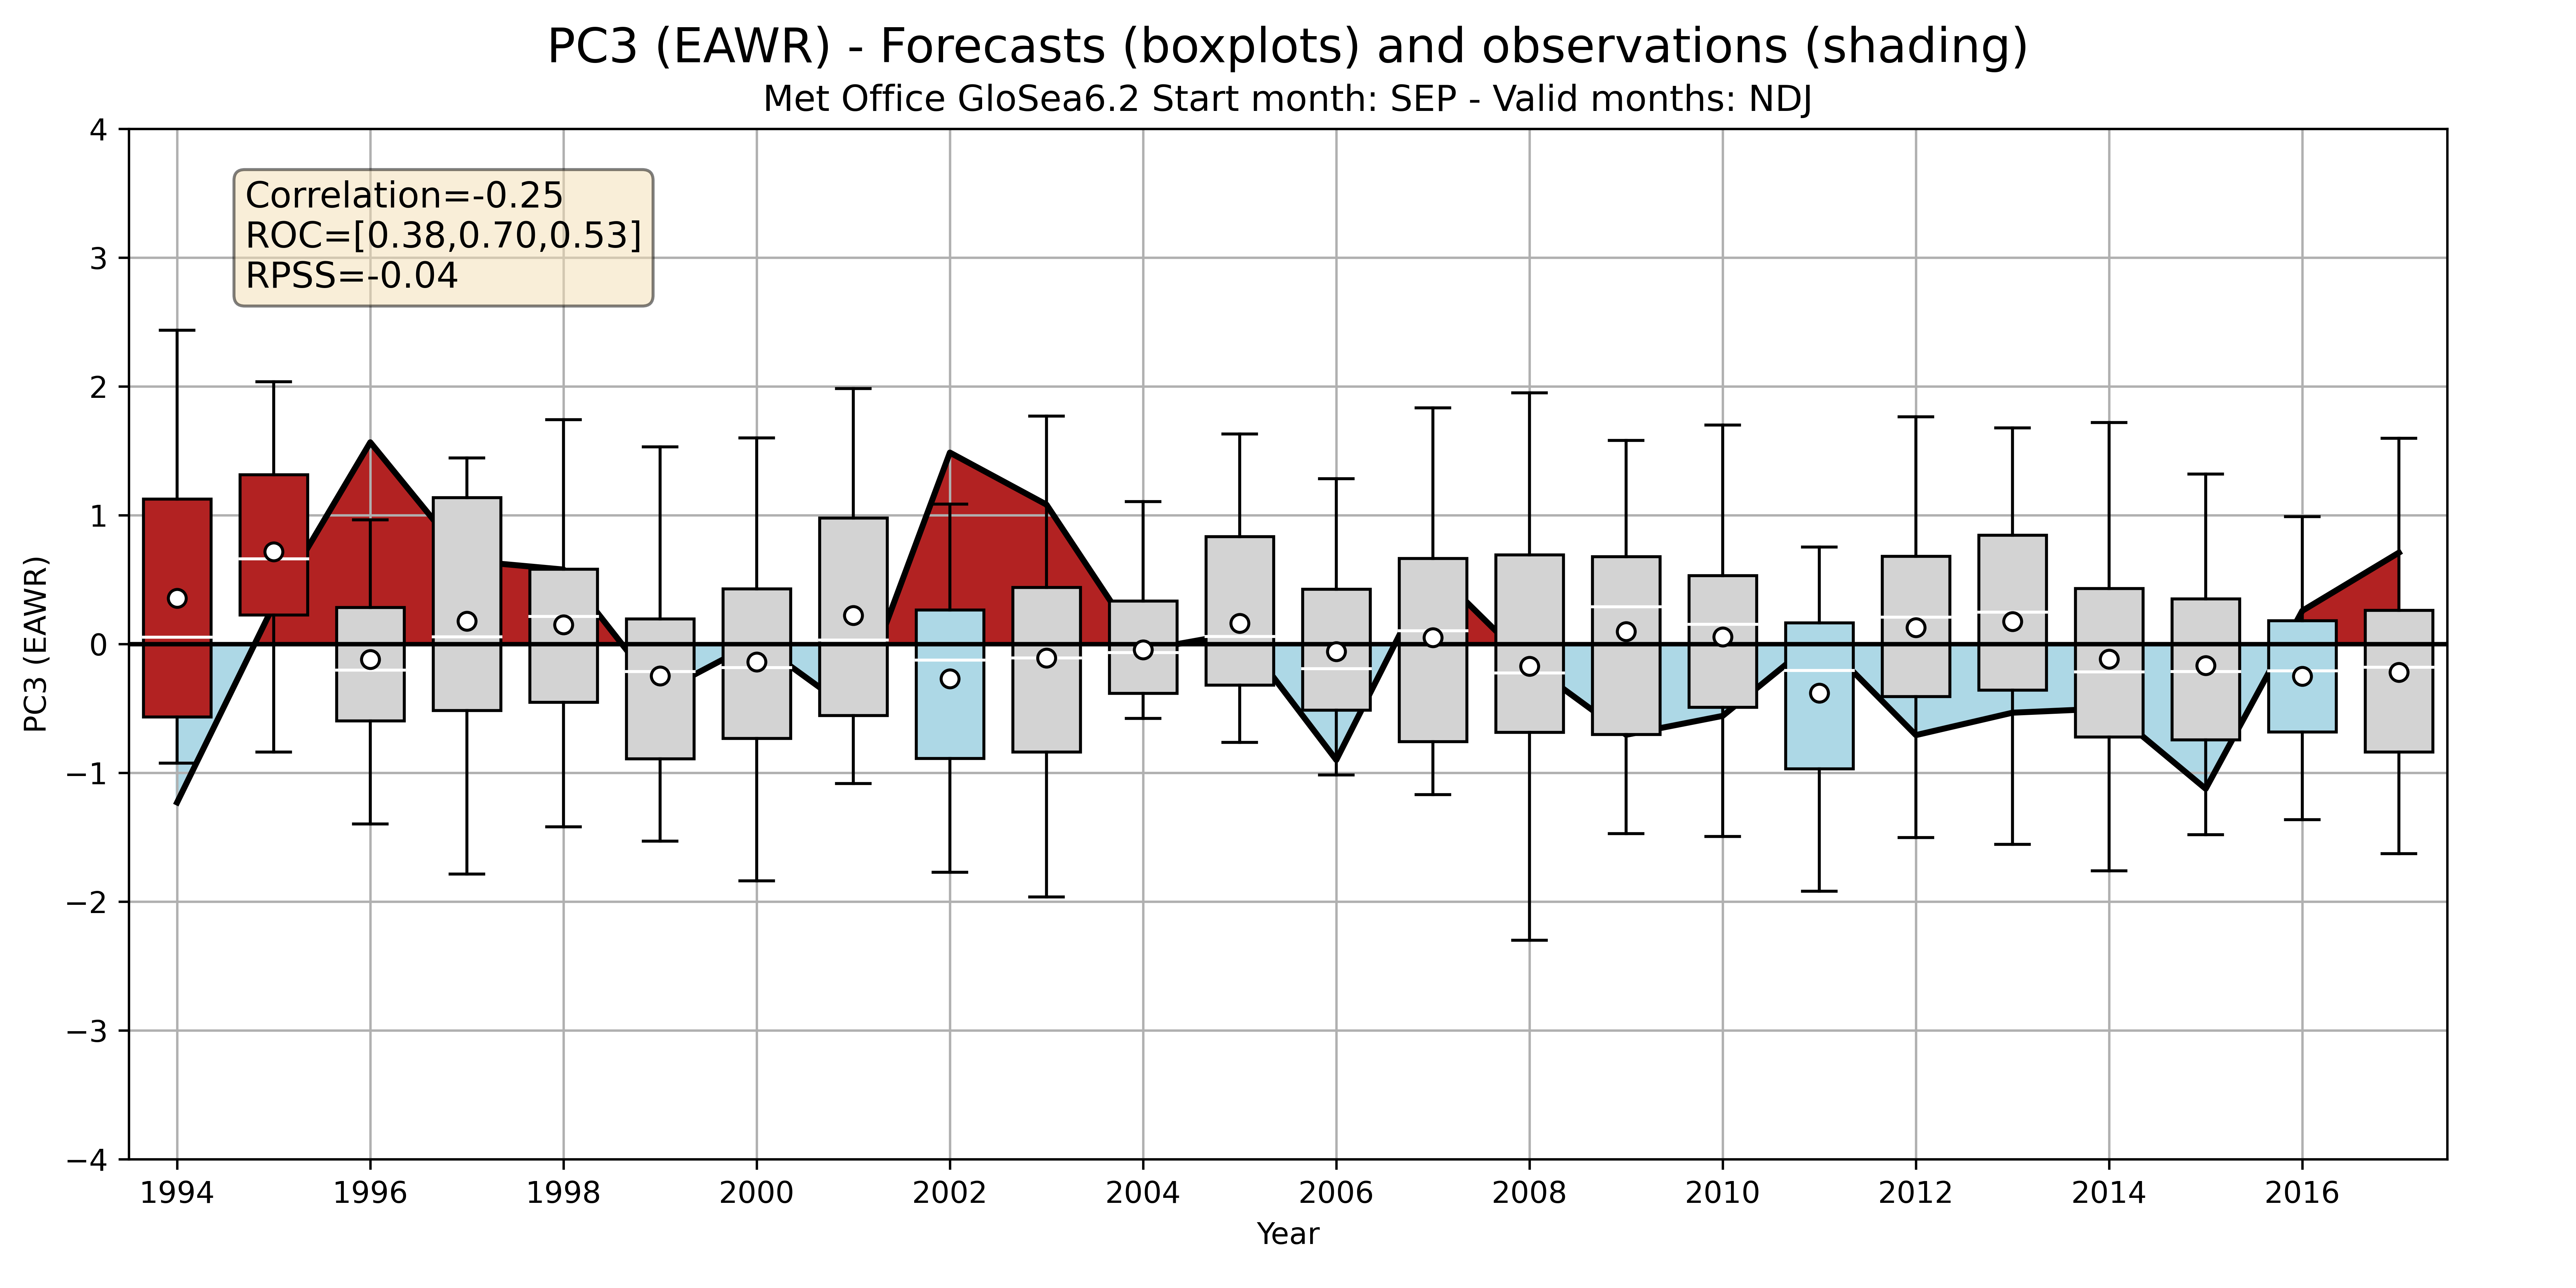 PC3 (EAWR) - Forecasts (boxplots) and observations (shading)
Met Office GloSea6.2 Start month: SEP - Valid months: NDJ
Correlation=-0.25
ROC=[0.38,0.70,0.53]
RPSS=-0.04
PC3 (EAWR)
4
3
2
1
0
−1
−2
−3
−4
1994 1996 1998 2000 2002 2004 2006 2008 2010 2012 2014 2016
Year